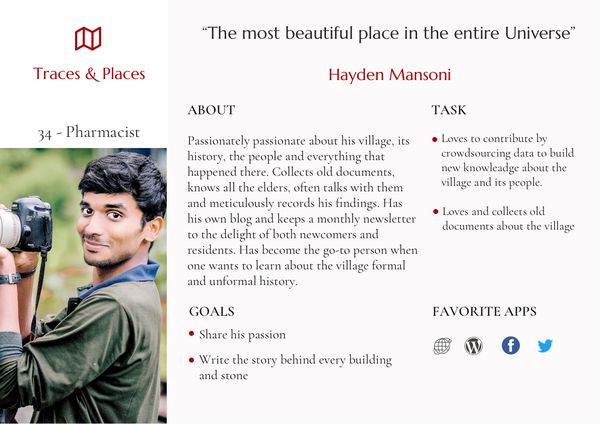 Traces & Places
34 - Pharmacist
“The most beautiful place in the entire Universe”
Hayden Mansoni
ABOUT
Passionately passionate about his village, its
history, the people and everything that
happened there. Collects old documents,
knows all the elders, often talks with them
and meticulously records his findings. Has
his own blog and keeps a monthly newsletter
to the delight of both newcomers and
residents. Has become the go-to person when
one wants to learn about the village formal
and unformal history.
GOALS
Share his passion
Write the story behind every building
and stone
TASK
Loves to contribute by
crowdsourcing data to build
new knowleadge about the
village and its people.
Loves and collects old
documents about the village
FAVORITE APPS